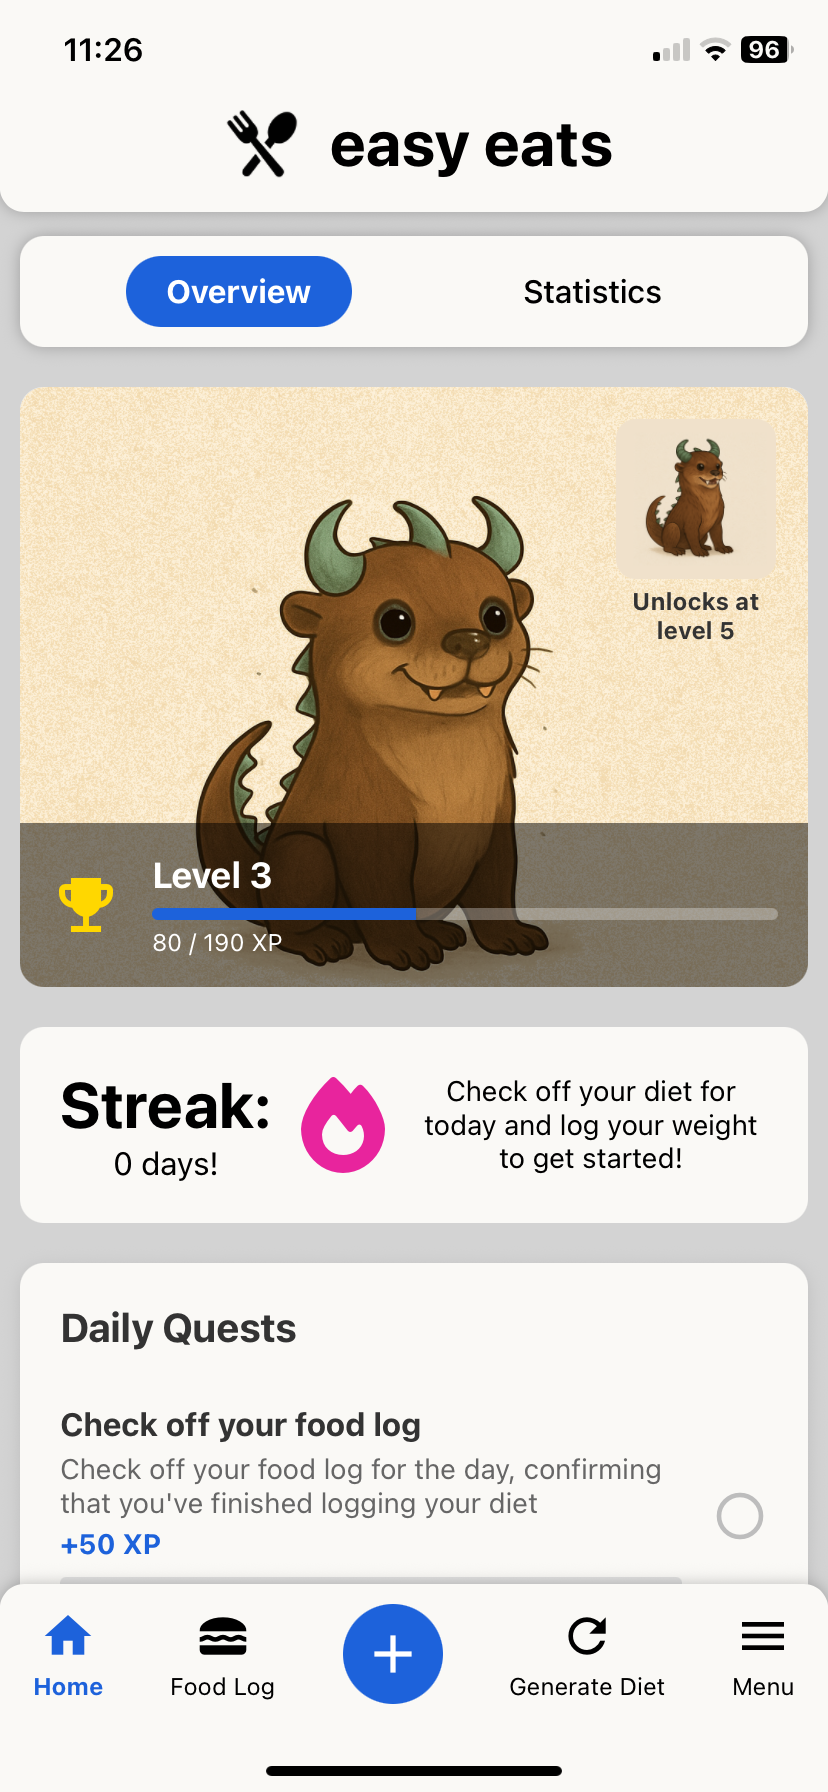 11:26
96
easy eats
Overview
Statistics
Unlocks at
level 5
Level 3
80 / 190 XP
Streak:
0 days!
Check off your diet for
today and log your weight
to get started!
Daily Quests
Check off your food log
Check off your food log for the day, confirming
that you've finished logging your diet
+50 XP
Home
Food Log
Generate Diet
Menu